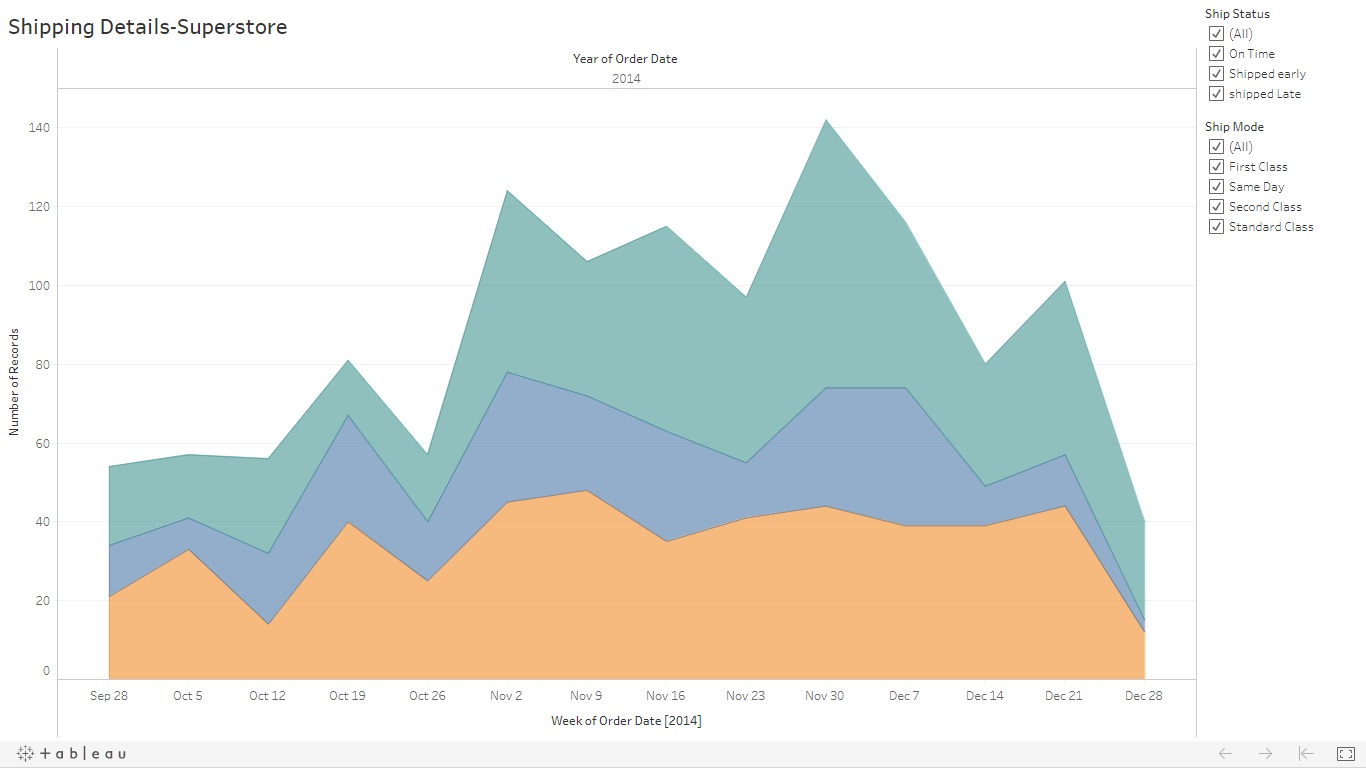 Shipping Details-Superstore
Year of Order Date
2014
Number of Records
140
120
100
80
60
40
20
0
Sep 28 Oct 5 Oct 12 Oct 19 Oct 26 Nov 2 Nov 9 Nov 16 Nov 23 Nov 30 Dec 7 Dec 14 Dec 21 Dec 28
Week of Order Date [2014]
Ship Status
(All)
On Time
Shipped early
shipped Late
Ship Mode
(All)
First Class
Same Day
Second Class
Standard Class
+ableau